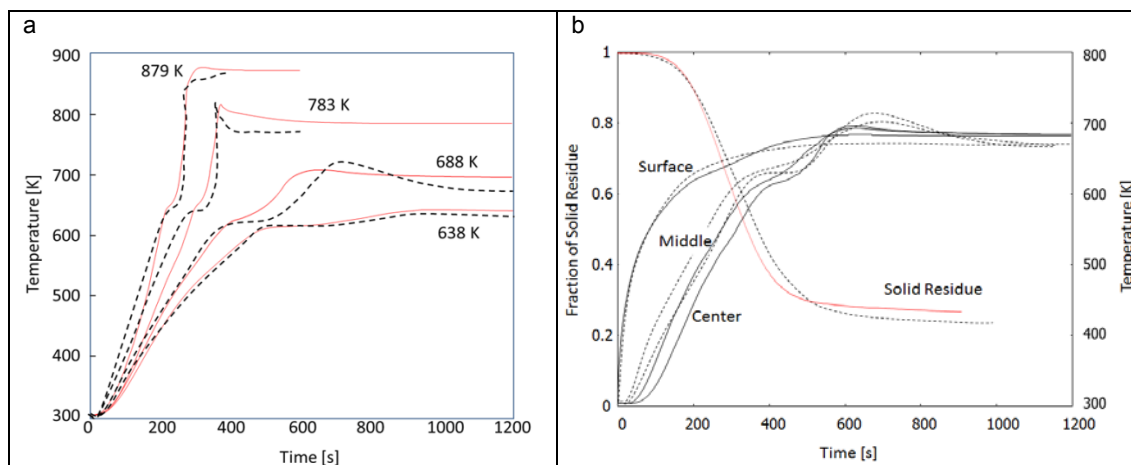 a
900
800
700
600
500
400
300
Temperature [K]
879 K
783 K
688 K
638 K
0 200 400 600 800 1000 1200
Time [s]
b
1
0.8
0.6
0.4
0.2
0
Fraction of Solid Residue
Surface
Middle
Center
Solid Residue
800
700
600
500
400
300
Temperature [K]
0 200 400 600 800 1000 1200
Time [s]